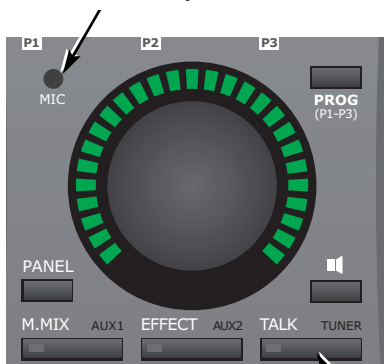 P1 P2 P3
MIC
PROG
(P1-P3)
PANEL
M.MIX AUX1 EFFECT AUX2 TALK TUNER